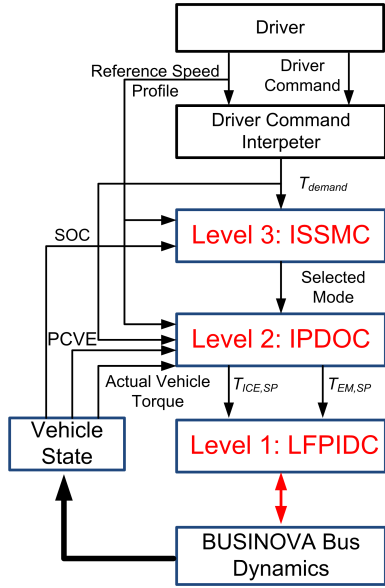 Driver
Reference Speed
Profile
Driver
Command
Driver Command
Interpeter
T_demand
SOC
Level 3: ISSMC
Selected
Mode
PCVE
Level 2: IPDOC
Actual Vehicle
Torque
T_ICE,SP
T_EM,SP
Vehicle
State
Level 1: LFPIDC
BUSINOVA Bus
Dynamics